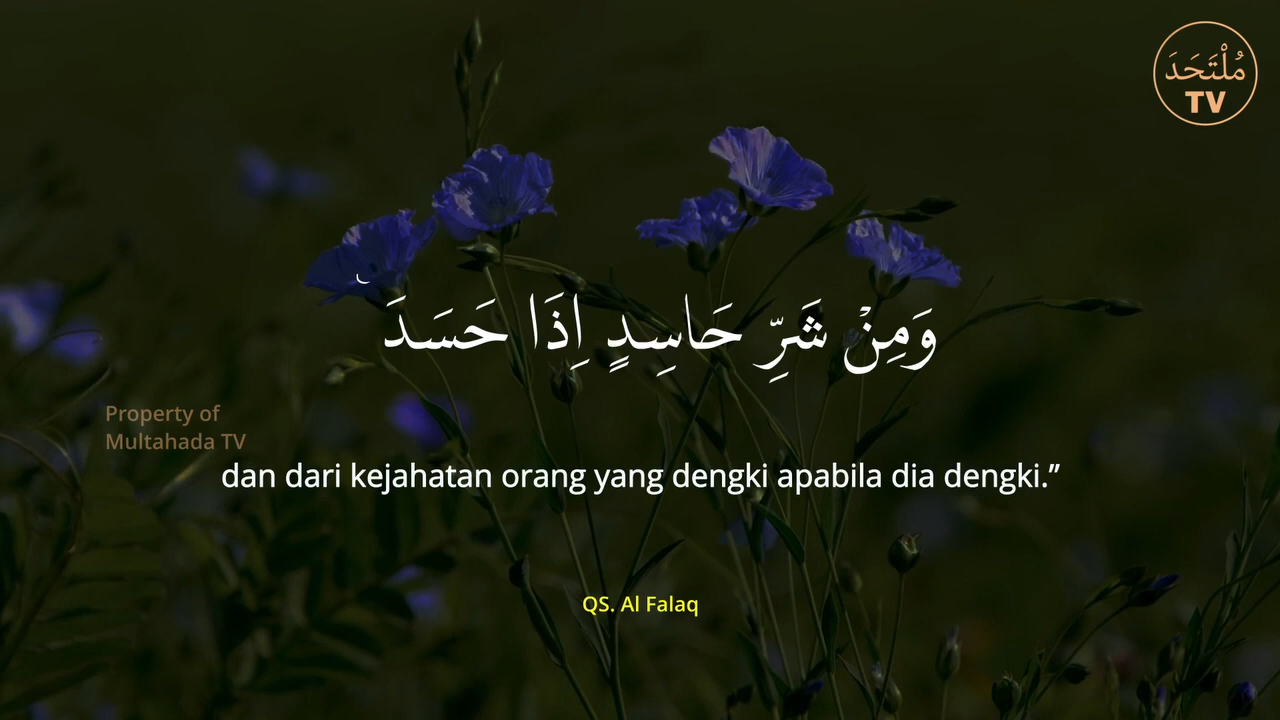 مُلْتَحَدَ
TV
وَمِنْ شَرِّ حَاسِدٍ اِذَا حَسَدَ ࣖ
Property of
Multahada TV
dan dari kejahatan orang yang dengki apabila dia dengki.”
QS. Al Falaq